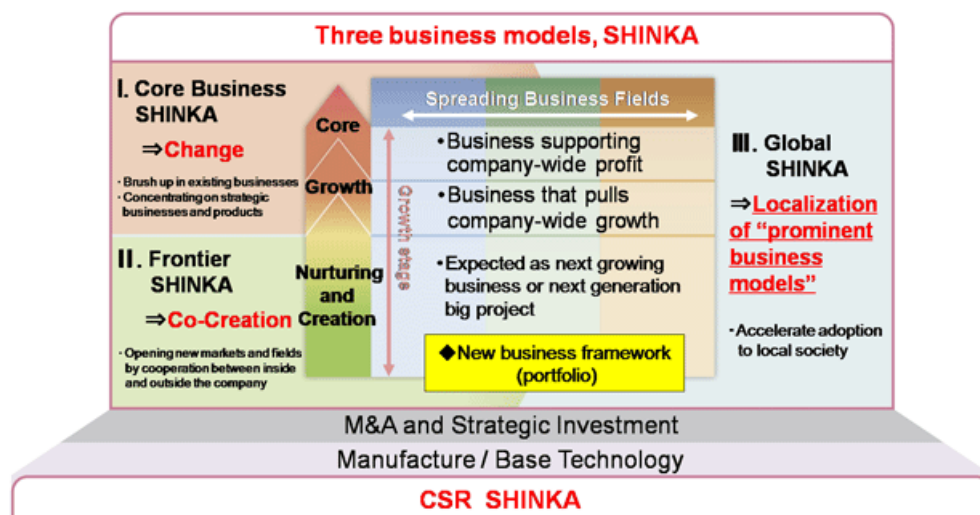 Three business models, SHINKA
I. Core Business
SHINKA
⇒Change
・Brush up in existing businesses
・Concentrating on strategic
businesses and products
II. Frontier
SHINKA
⇒Co-Creation
・Opening new markets and fields
by cooperation between inside
and outside the company
Core
Growth
Nurturing
and
Creation
Growth stage
Spreading Business Fields
・Business supporting
company-wide profit
・Business that pulls
company-wide growth
・Expected as next growing
business or next generation
big project
◆New business framework
(portfolio)
III. Global
SHINKA
⇒Localization
of “prominent
business
models”
・Accelerate adoption
to local society
M&A and Strategic Investment
Manufacture / Base Technology
CSR SHINKA